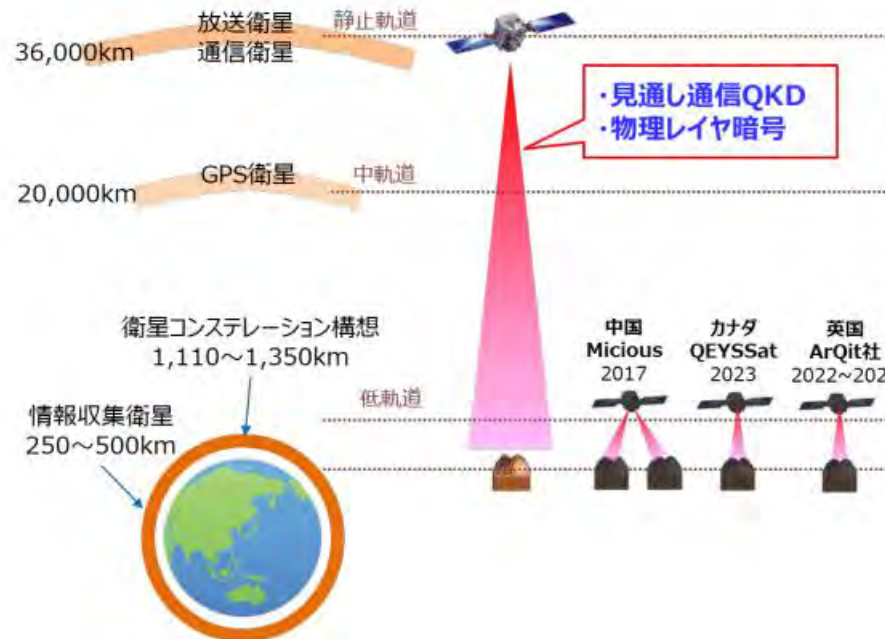 放送衛星
通信衛星
静止軌道
36,000km
・見通し通信QKD
・物理レイヤ暗号
GPS衛星
中軌道
20,000km
衛星コンステレーション構想
1,110～1,350km
中国
Micious
2017
カナダ
QEYSSat
2023
英国
ArQit社
低軌道
情報収集衛星
250～500km